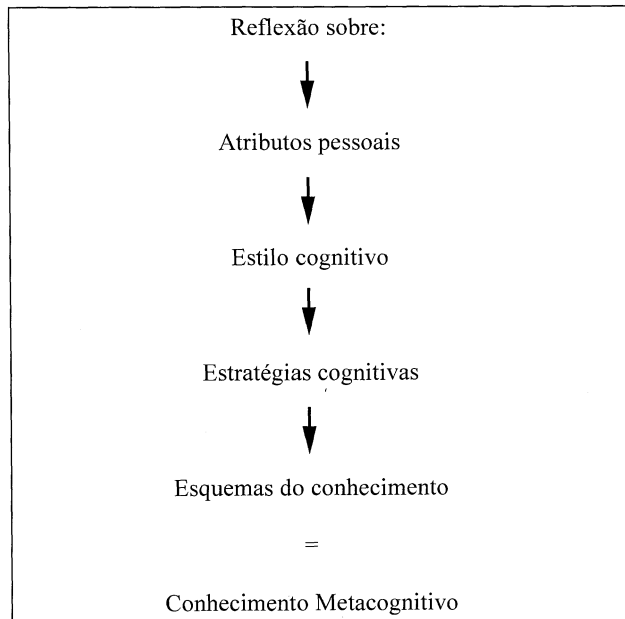 Reflexão sobre:
Atributos pessoais
Estilo cognitivo
Estratégias cognitivas
Esquemas do conhecimento
=
Conhecimento Metacognitivo